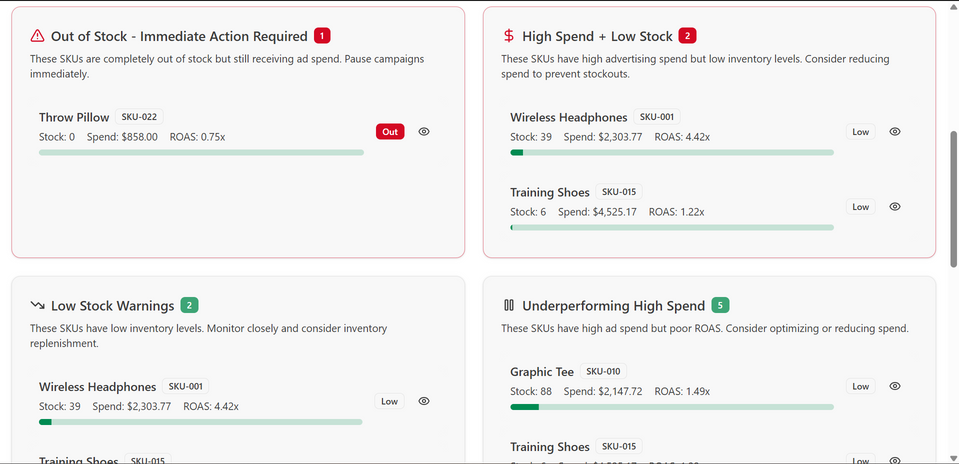 Out of Stock - Immediate Action Required 1
These SKUs are completely out of stock but still receiving ad spend. Pause campaigns
immediately.
Throw Pillow SKU-022
Stock: 0 Spend: $858.00 ROAS: 0.75x
Out
High Spend + Low Stock 2
These SKUs have high advertising spend but low inventory levels. Consider reducing
spend to prevent stockouts.
Wireless Headphones SKU-001
Stock: 39 Spend: $2,303.77 ROAS: 4.42x
Low
Training Shoes SKU-015
Stock: 6 Spend: $4,525.17 ROAS: 1.22x
Low
Low Stock Warnings 2
These SKUs have low inventory levels. Monitor closely and consider inventory
replenishment.
Wireless Headphones SKU-001
Stock: 39 Spend: $2,303.77 ROAS: 4.42x
Low
Training Shoes SKU-015
Underperforming High Spend 5
These SKUs have high ad spend but poor ROAS. Consider optimizing or reducing spend.
Graphic Tee SKU-010
Stock: 88 Spend: $2,147.72 ROAS: 1.49x
Low
Training Shoes SKU-015
Low